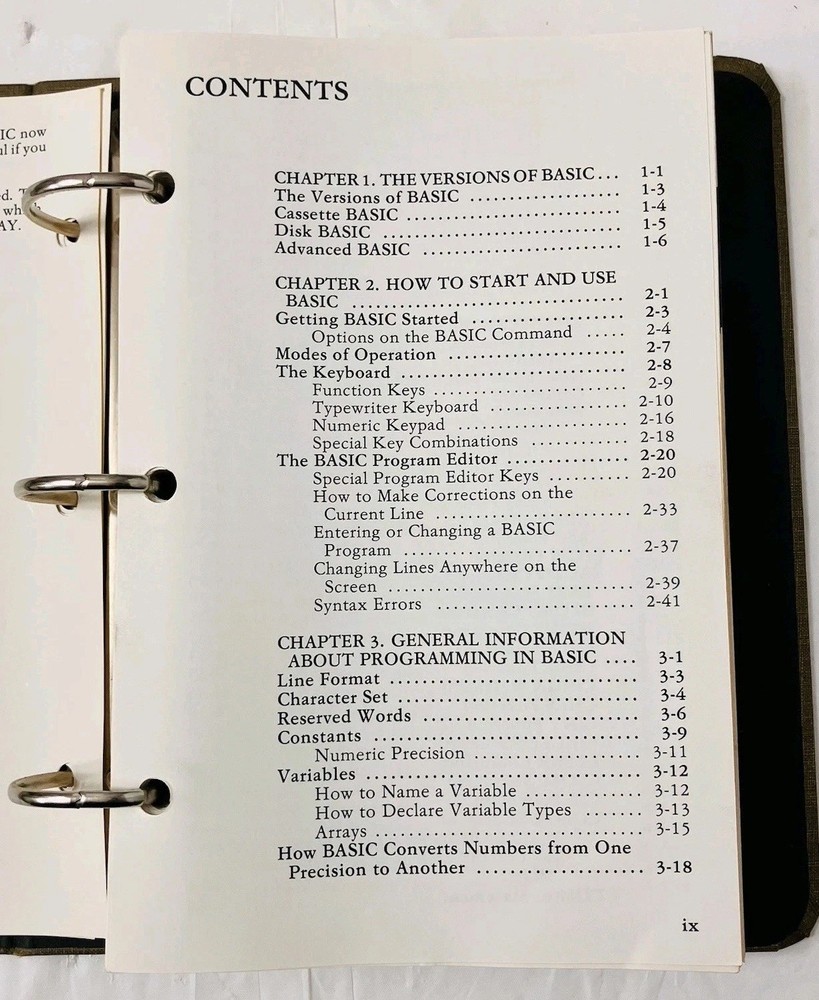 IC now
if you
ed.
AY.
CONTENTS
CHAPTER 1. THE VERSIONS OF BASIC... 1-1
The Versions of BASIC .................... 1-3
Cassette BASIC ............................ 1-4
Disk BASIC ............................... 1-5
Advanced BASIC ......................... 1-6
CHAPTER 2. HOW TO START AND USE
BASIC .................................. 2-1
Getting BASIC Started .................... 2-3
Options on the BASIC Command ..... 2-4
Modes of Operation ....................... 2-7
The Keyboard ............................. 2-8
Function Keys .......................... 2-9
Typewriter Keyboard .................. 2-10
Numeric Keypad ...................... 2-16
Special Key Combinations ............ 2-18
The BASIC Program Editor ................ 2-20
Special Program Editor Keys .......... 2-20
How to Make Corrections on the
Current Line ......................... 2-33
Entering or Changing a BASIC
Program ............................. 2-37
Changing Lines Anywhere on the
Screen ................................ 2-39
Syntax Errors ......................... 2-41
CHAPTER 3. GENERAL INFORMATION
ABOUT PROGRAMMING IN BASIC .... 3-1
Line Format ............................... 3-3
Character Set .............................. 3-4
Reserved Words ........................... 3-6
Constants ................................. 3-9
Numeric Precision ..................... 3-11
Variables .................................. 3-12
How to Name a Variable .............. 3-12
How to Declare Variable Types ....... 3-13
Arrays .................................. 3-15
How BASIC Converts Numbers from One
Precision to Another .................... 3-18
ix